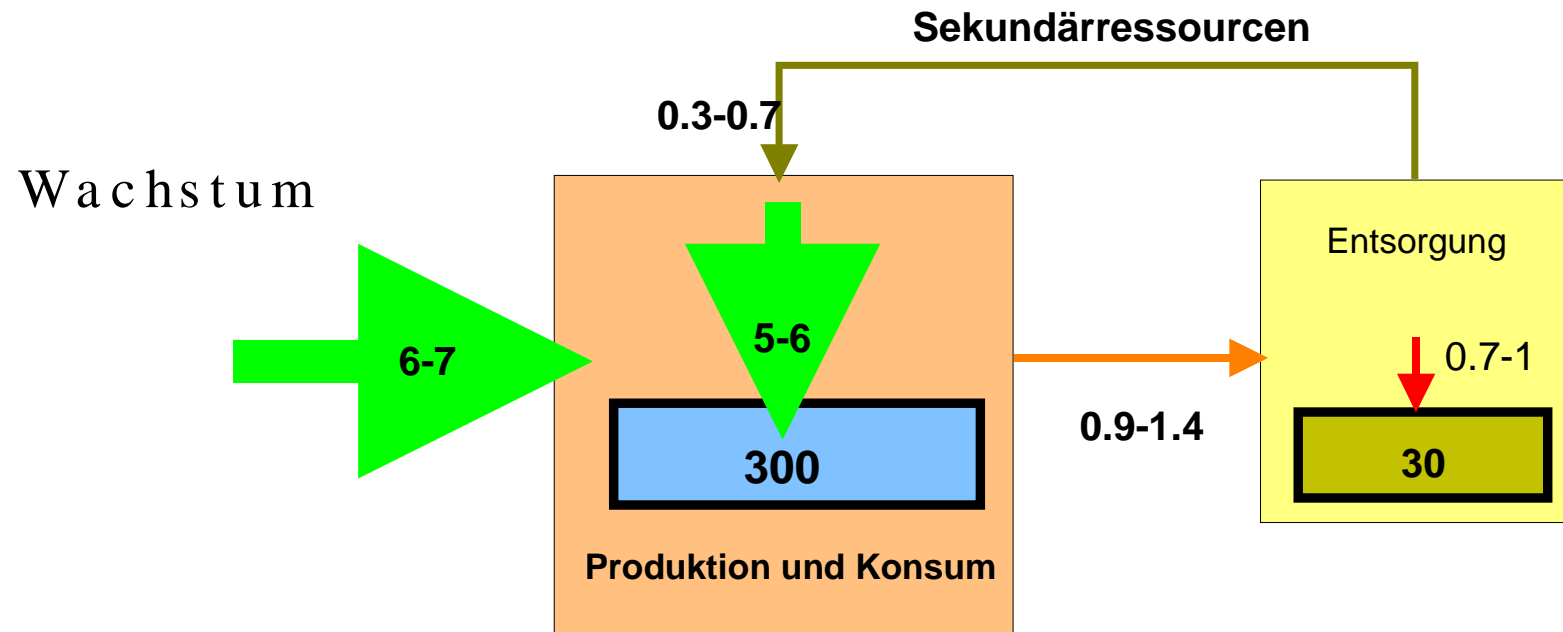 Sekundärressourcen
0.3-0.7
Wachstum
Entsorgung
6-7
5-6
0.7-1
0.9-1.4
300
30
Produktion und Konsum